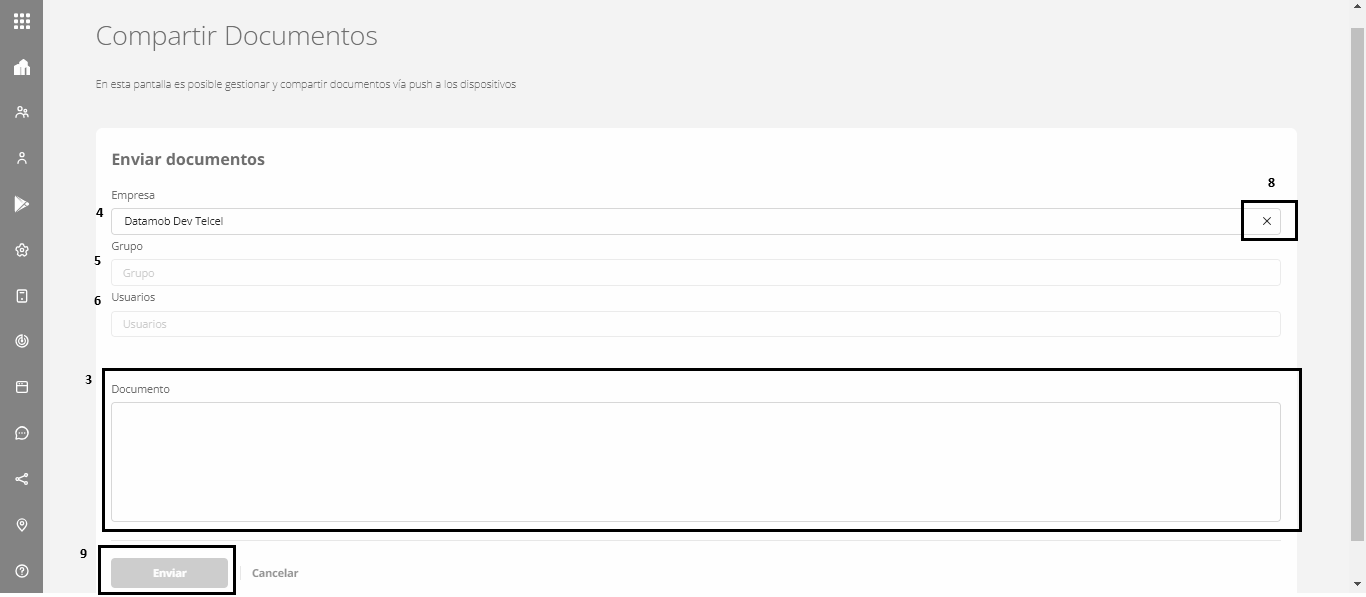 Compartir Documentos
En esta pantalla es posible gestionar y compartir documentos vía push a los dispositivos
Enviar documentos
8
Empresa
4
Datamob Dev Telcel
Grupo
5
Grupo
6
Usuarios
Usuarios
3
Documento
9
Enviar
Cancelar